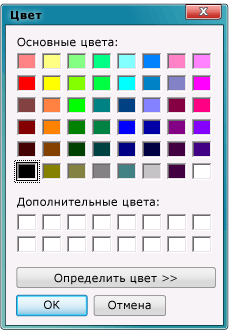 Цвет
Основные цвета:
Дополнительные цвета:
Определить цвет >>
OK
Отмена